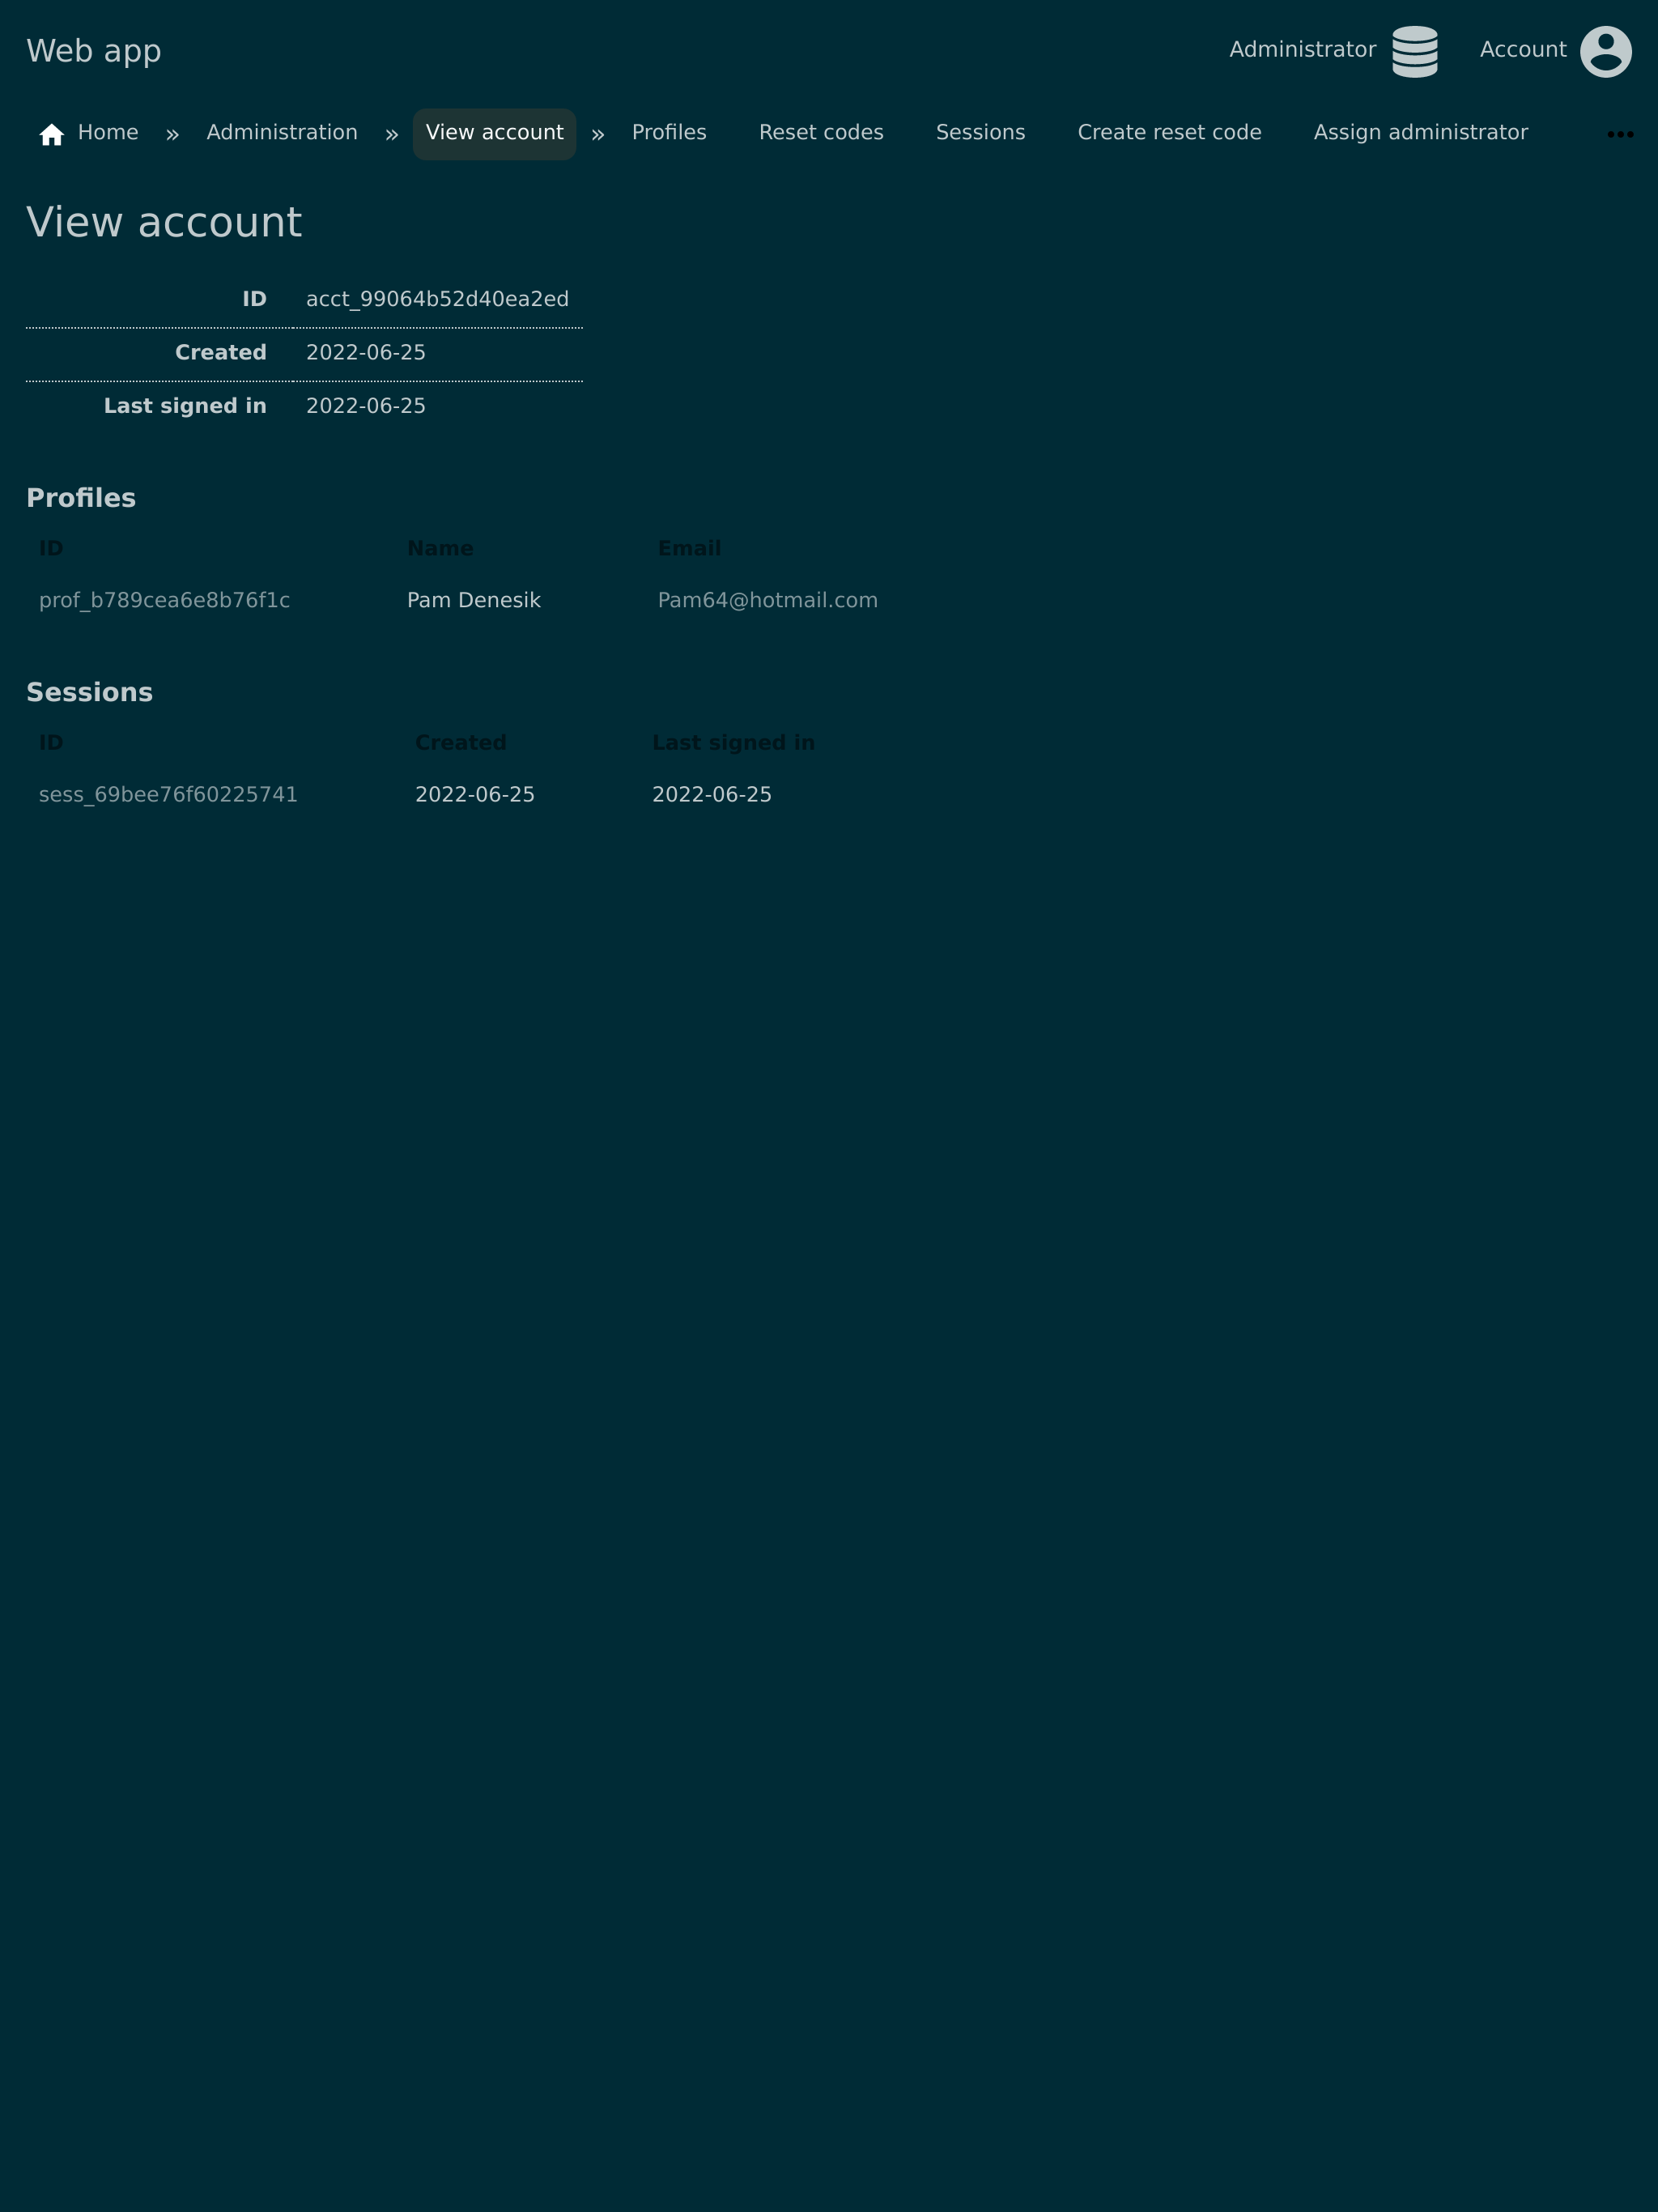 Web app
Administrator Account
Home » Administration » View account » Profiles Reset codes Sessions Create reset code Assign administrator •••
View account
ID acct_99064b52d40ea2ed
Created 2022-06-25
Last signed in 2022-06-25
Profiles
ID Name Email
prof_b789cea6e8b76f1c Pam Denesik Pam64@hotmail.com
Sessions
ID Created Last signed in
sess_69bee76f60225741 2022-06-25 2022-06-25